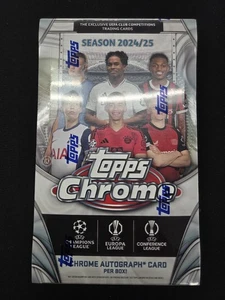 THE EXCLUSIVE UEFA CLUB COMPETITIONS
TRADING CARDS
SEASON 2024/25
topps
topps
AIA
Topps
Chrome
CHAMPIONS
LEAGUE
EUROPA
LEAGUE
CONFERENCE
LEAGUE
CHROME AUTOGRAPH CARD
PER BOX!
topps